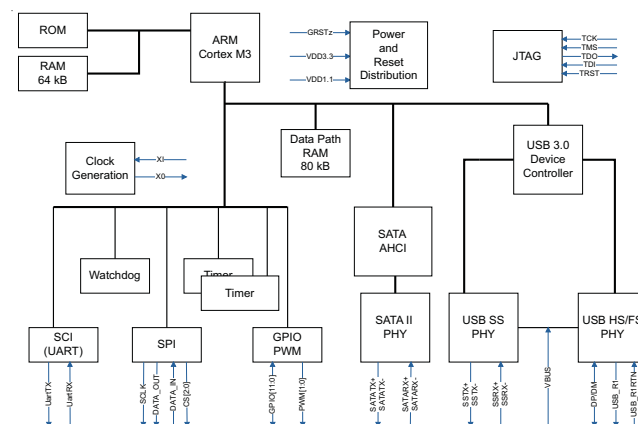 ROM
RAM
64 kB
ARM
Cortex M3
GRSTz
VDD3.3
VDD1.1
Power
and
Reset
Distribution
JTAG
TCK
TMS
TDO
TDI
TRST
Clock
Generation
XI
X0
Data Path
RAM
80 kB
USB 3.0
Device
Controller
SATA
AHCI
Watchdog
Timer
Timer
SCI
(UART)
SPI
GPIO
PWM
SATA II
PHY
USB SS
PHY
USB HS/FS
PHY
UartTX
UartRX
SCLK
DATA_OUT
DATA_IN
CS[2:0]
GPIO[11:0]
PWM[1:0]
SATATX+
SATATX-
SATARX+
SATARX-
SSTX+
SSTX-
SSRX+
SSRX-
VBUS
DP/DM
USB_R1
USB_R1RTN